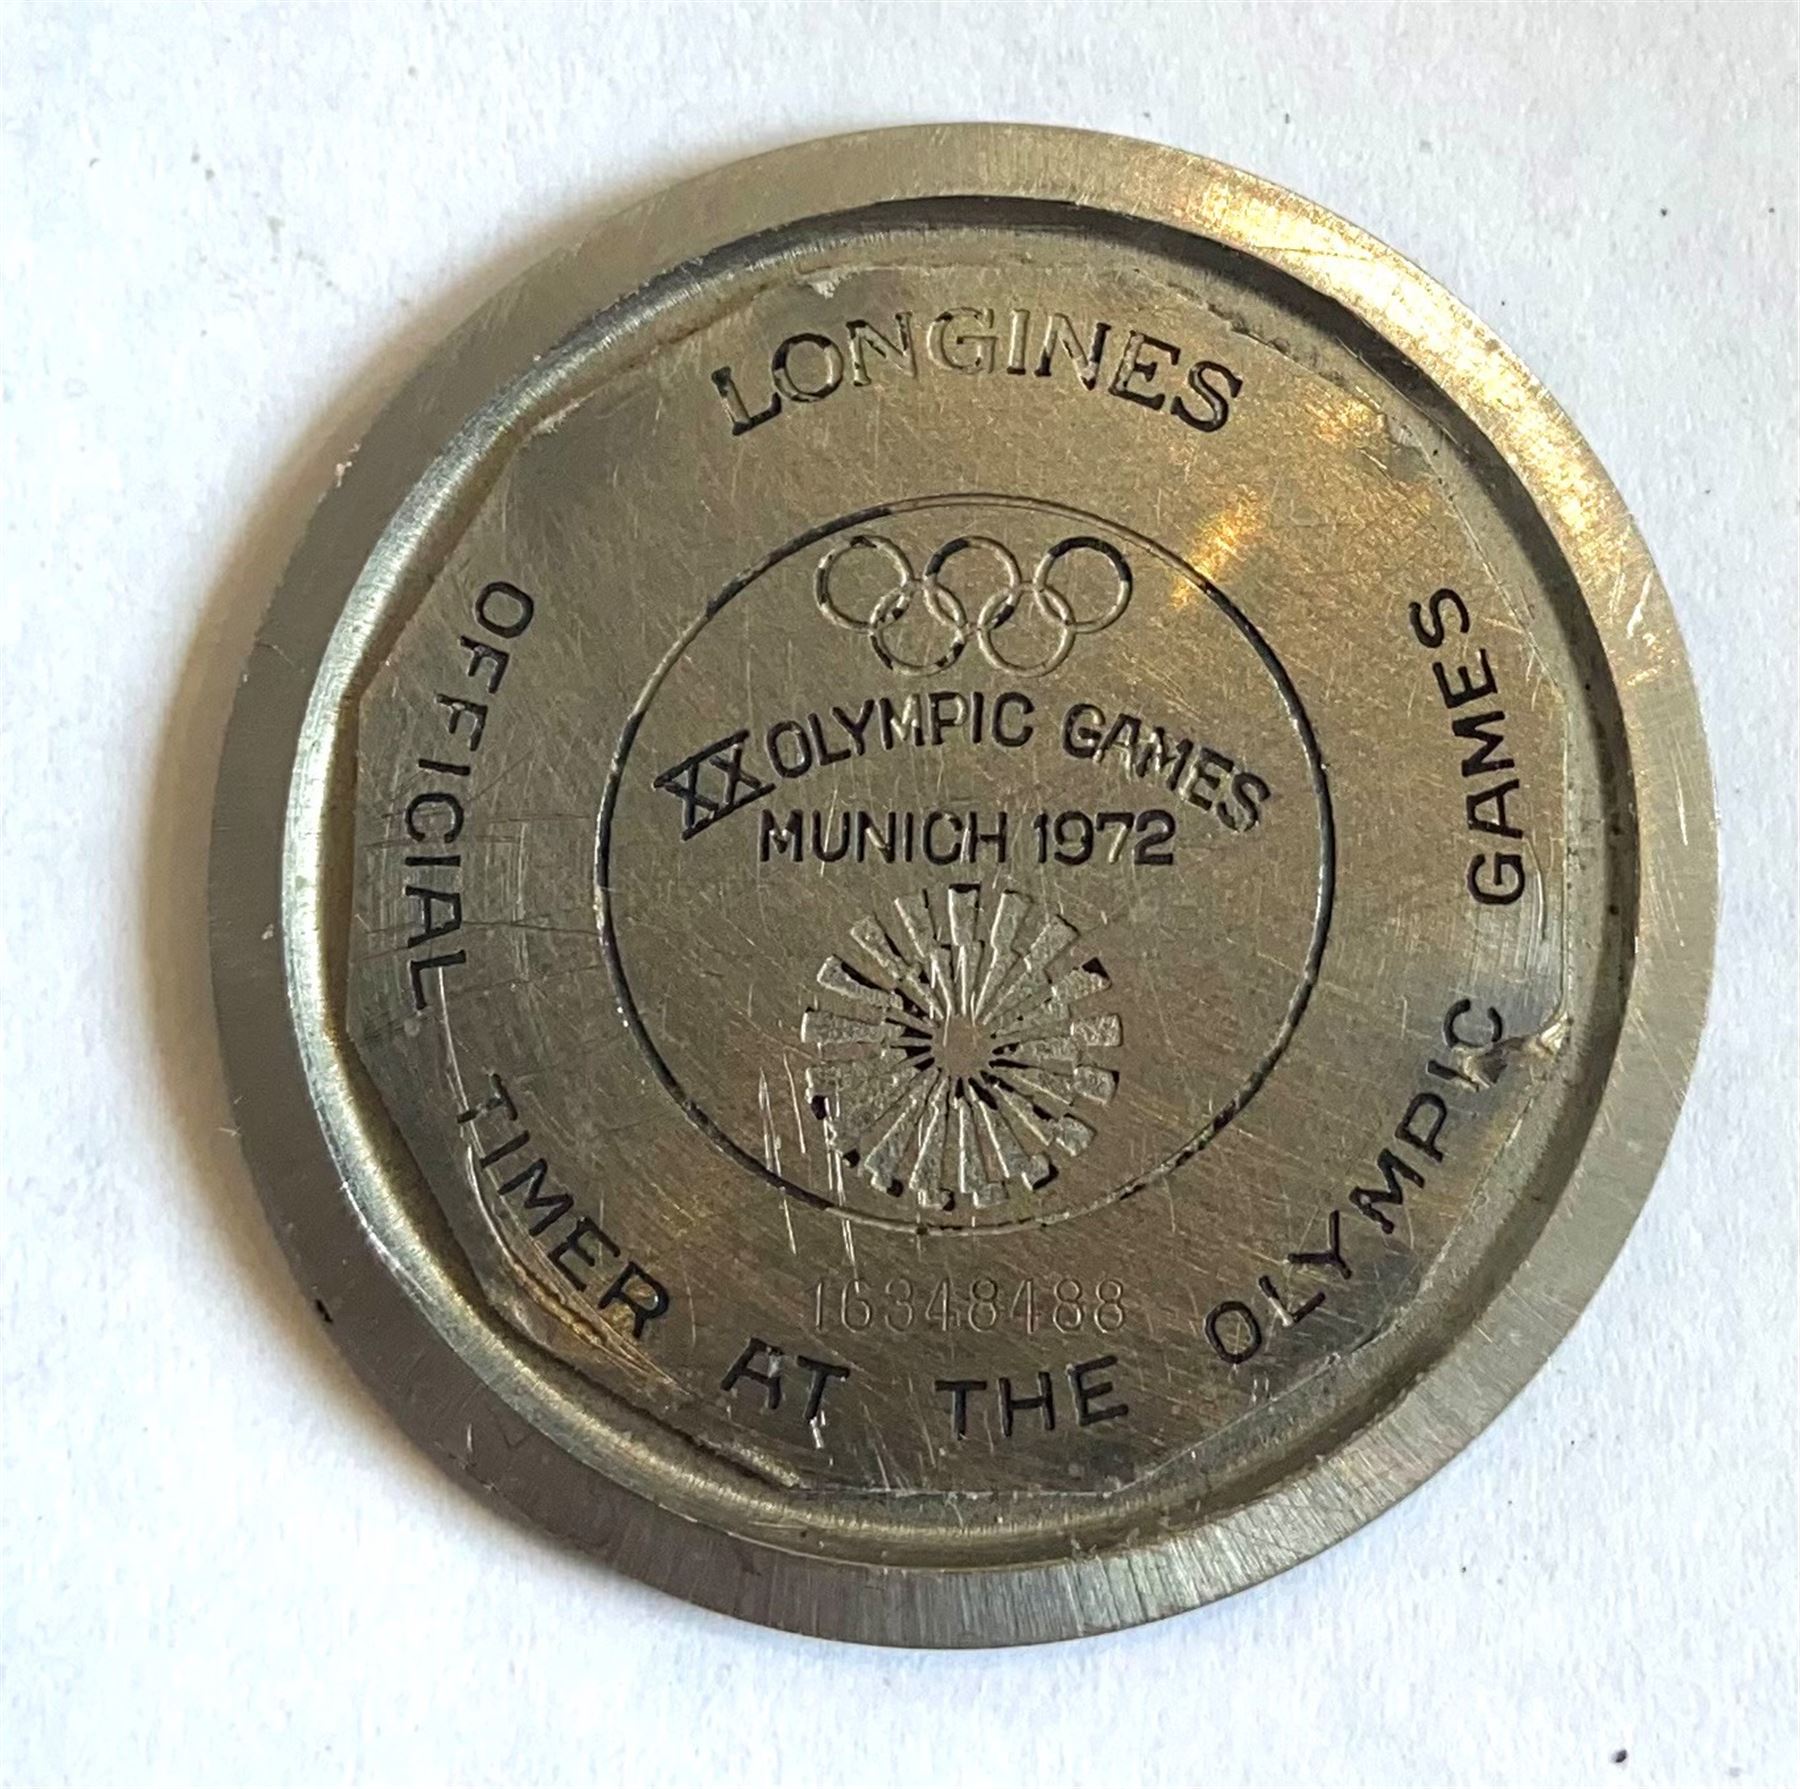 LONGINES
XX OLYMPIC GAMES
MUNICH 1972
16348488
OFFICIAL TIMER AT THE OLYMPIC GAMES